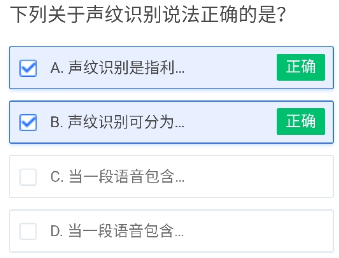 下列关于声纹识别说法正确的是？
A. 声纹识别是指利... 正确
B. 声纹识别可分为... 正确
C. 当一段语音包含...
D. 当一段语音包含...